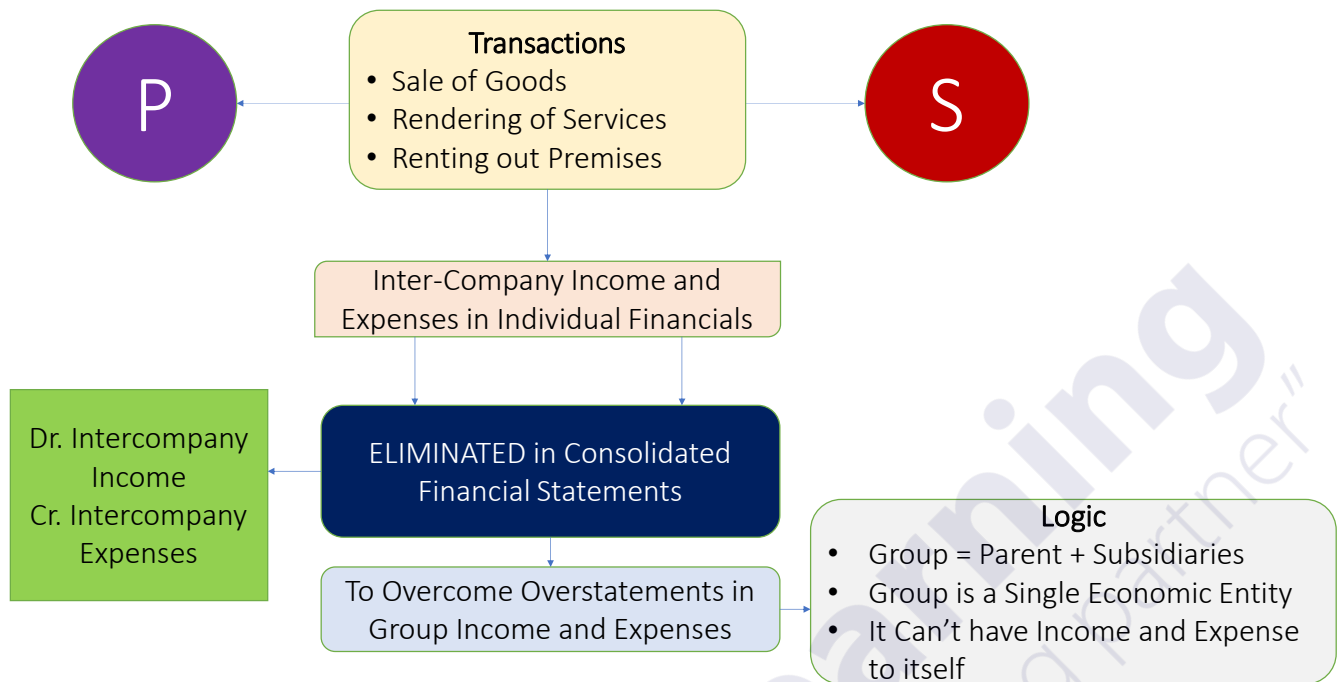 P
Transactions
• Sale of Goods
• Rendering of Services
• Renting out Premises
S
Inter-Company Income and
Expenses in Individual Financials
Dr. Intercompany
Income
Cr. Intercompany
Expenses
ELIMINATED in Consolidated
Financial Statements
To Overcome Overstatements in
Group Income and Expenses
Logic
• Group = Parent + Subsidiaries
• Group is a Single Economic Entity
• It Can’t have Income and Expense
to itself
partner”